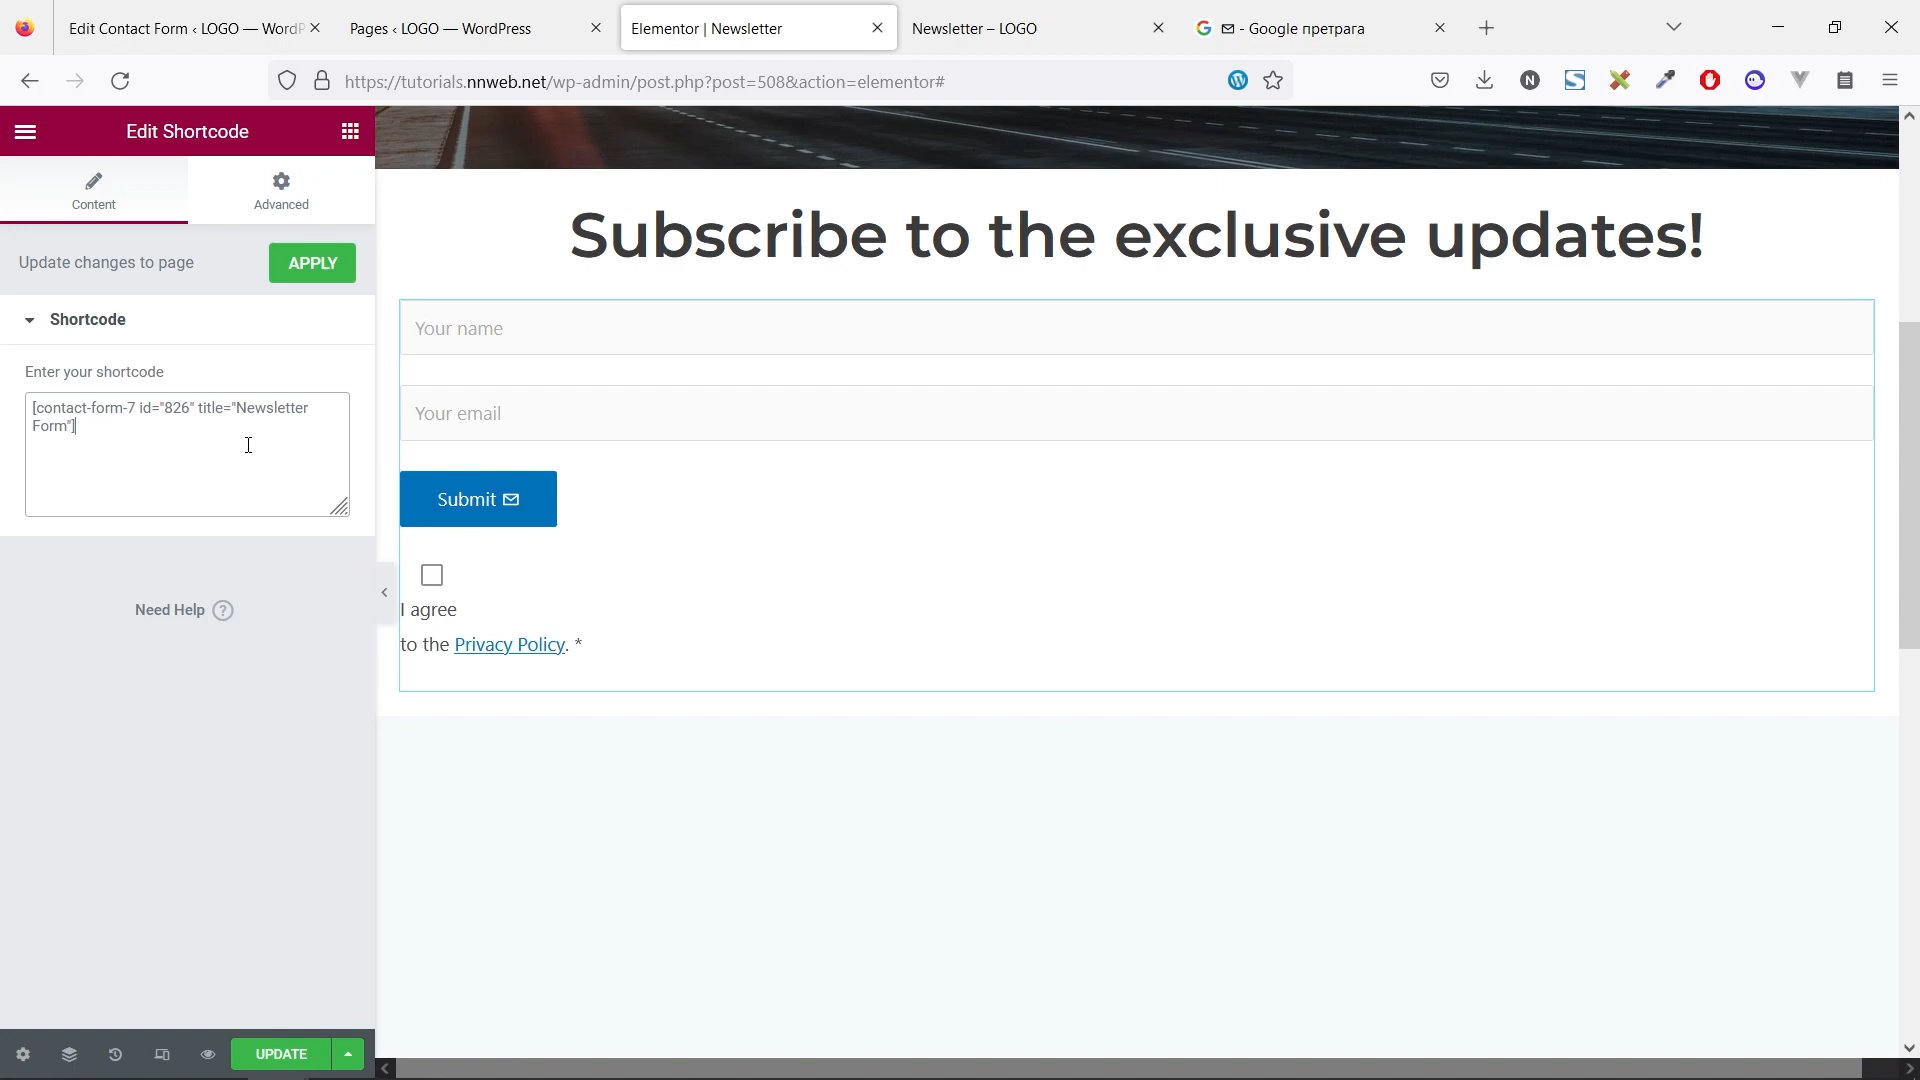 Edit Contact Form ‹ LOGO — WordP
Pages ‹ LOGO — WordPress
Elementor | Newsletter
Newsletter – LOGO
✉ - Google претрага
https://tutorials.nnweb.net/wp-admin/post.php?post=508&action=elementor#
Edit Shortcode
Content
Advanced
Update changes to page
APPLY
Shortcode
Enter your shortcode
[contact-form-7 id="826" title="Newsletter
Form"]
Need Help ?
UPDATE
Subscribe to the exclusive updates!
Your name
Your email
Submit ✉
I agree
to the Privacy Policy. *